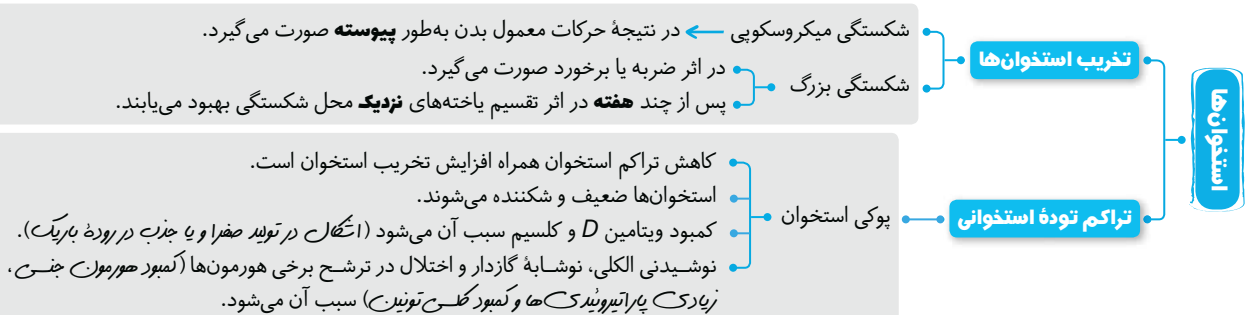 استخوان‌ها
تخریب استخوان‌ها
شکستگی میکروسکوپی
در نتیجهٔ حرکات معمول بدن به‌طور پیوسته صورت می‌گیرد.
شکستگی بزرگ
در اثر ضربه یا برخورد صورت می‌گیرد.
پس از چند هفته در اثر تقسیم یاخته‌های نزدیک محل شکستگی بهبود می‌یابند.
تراکم تودهٔ استخوانی
پوکی استخوان
کاهش تراکم استخوان همراه افزایش تخریب استخوان است.
استخوان‌ها ضعیف و شکننده می‌شوند.
کمبود ویتامین D و کلسیم سبب آن می‌شود (اشکال در تولید صفرا و یا جذب در رودهٔ باریک).
نوشیدنی الکلی، نوشابهٔ گازدار و اختلال در ترشح برخی هورمون‌ها (کمبود هورمون جنسی،
زیادی پاراتیروئیدی‌ها و کمبود کلسی‌تونین) سبب آن می‌شود.